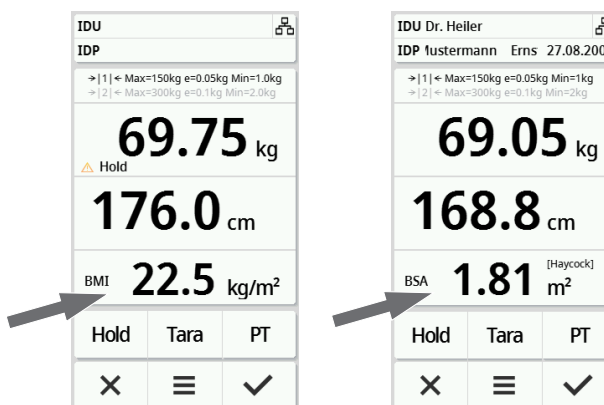 IDU
IDP
→|1|← Max=150kg e=0.05kg Min=1.0kg
→|2|← Max=300kg e=0.1kg Min=2.0kg
69.75 kg
Hold
176.0 cm
BMI 22.5 kg/m²
Hold Tara PT
IDU Dr. Heiler
IDP Mustermann Erns 27.08.200
→|1|← Max=150kg e=0.05kg Min=1kg
→|2|← Max=300kg e=0.1kg Min=2kg
69.05 kg
168.8 cm
[Haycock]
BSA 1.81 m²
Hold Tara PT